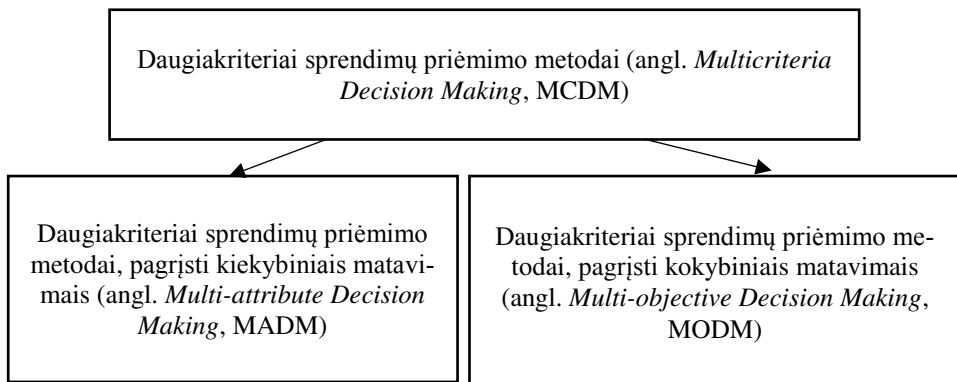 Daugiakriteriai sprendimų priėmimo metodai (angl. Multicriteria
Decision Making, MCDM)
Daugiakriteriai sprendimų priėmimo
metodai, pagrįsti kiekybiniais matavi-
mais (angl. Multi-attribute Decision
Making, MADM)
Daugiakriteriai sprendimų priėmimo me-
todai, pagrįsti kokybiniais matavimais
(angl. Multi-objective Decision Making,
MODM)